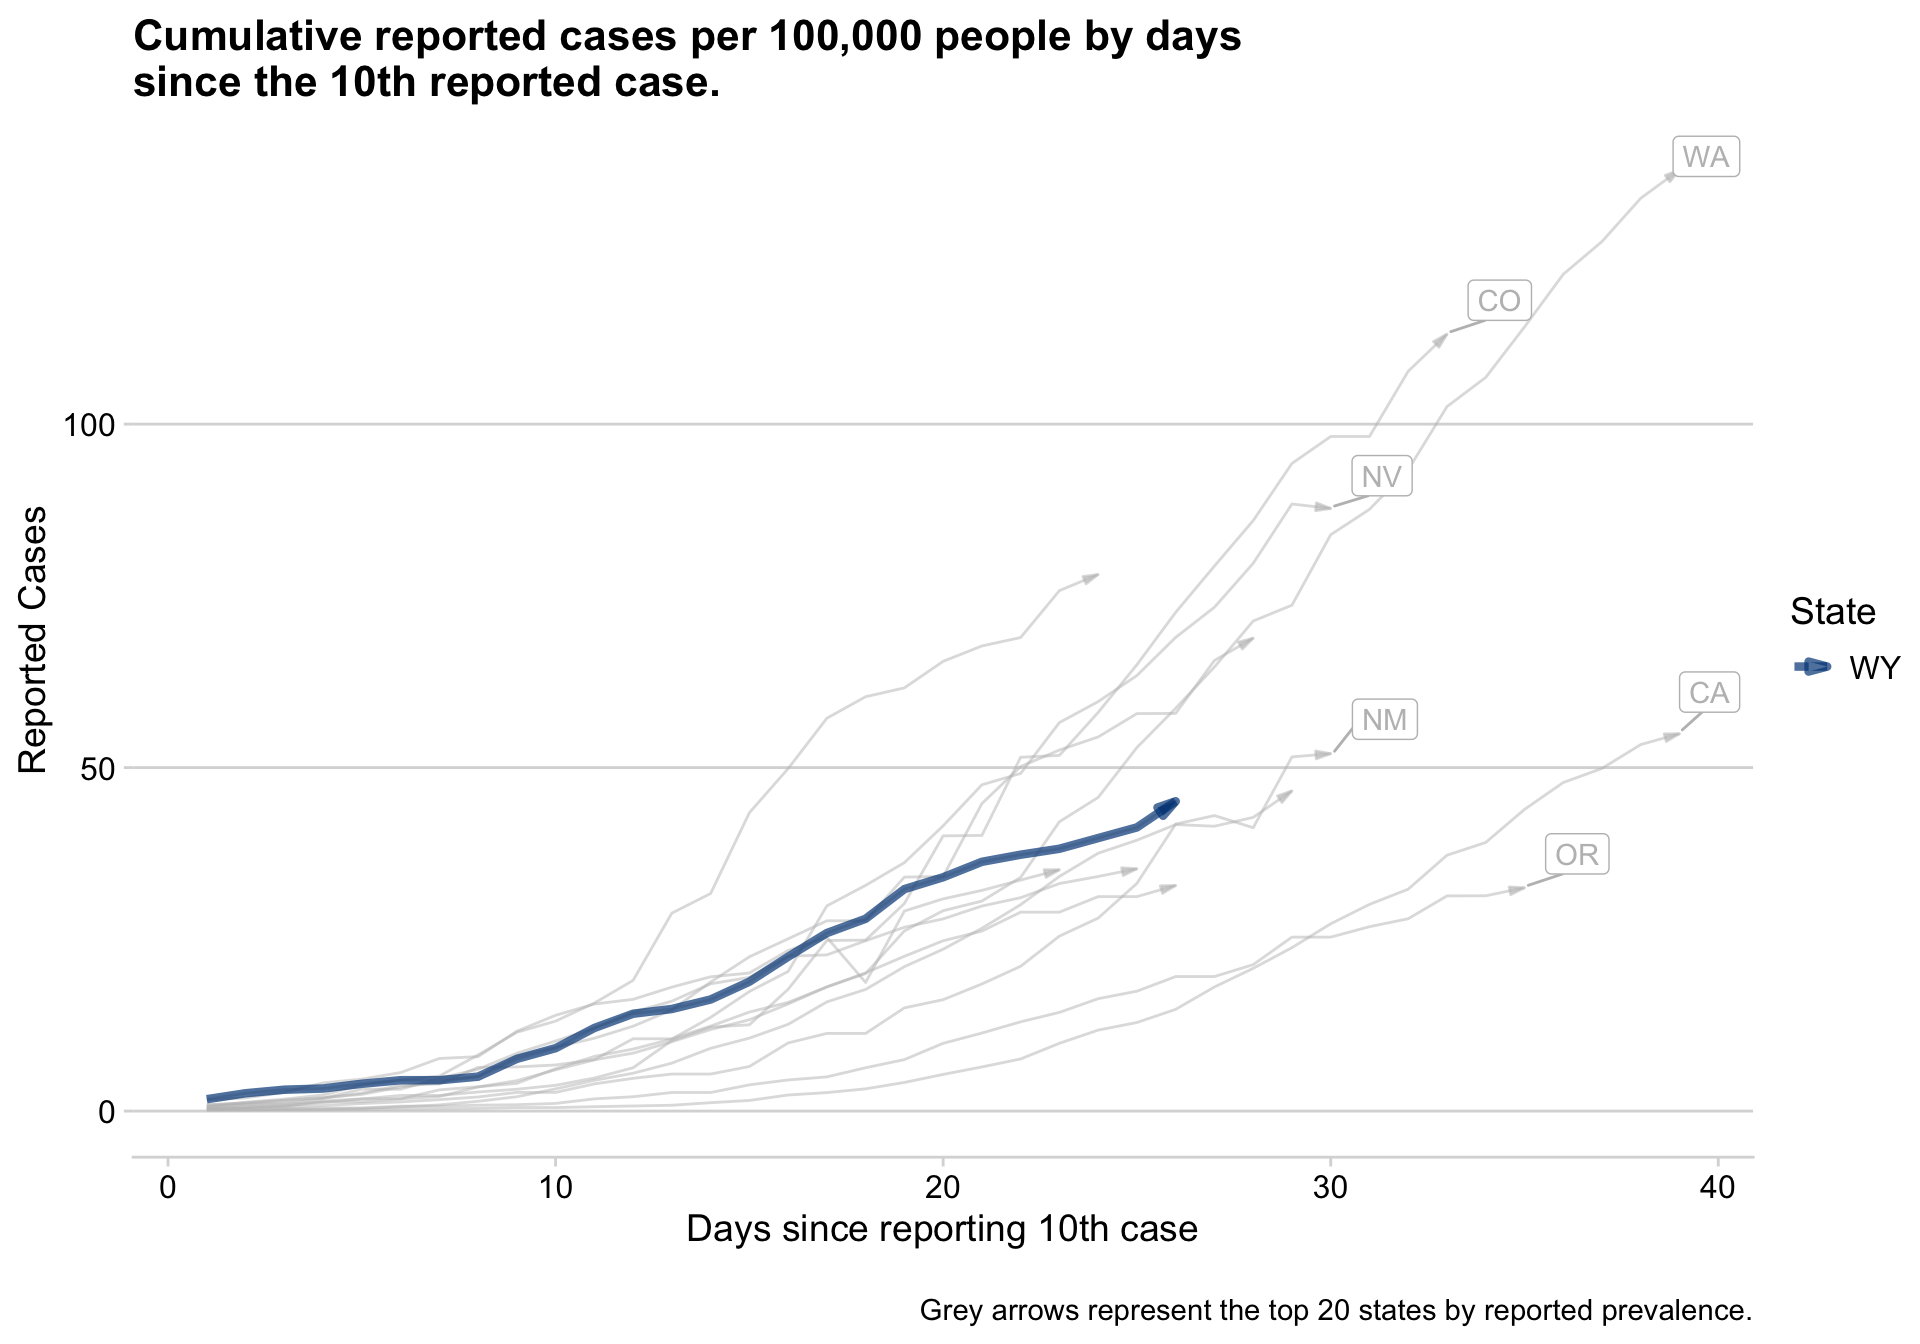 Cumulative reported cases per 100,000 people by days
since the 10th reported case.
WA
CO
100
NV
Reported Cases
State
WY
CA
NM
50
OR
0
0 10 20 30 40
Days since reporting 10th case
Grey arrows represent the top 20 states by reported prevalence.